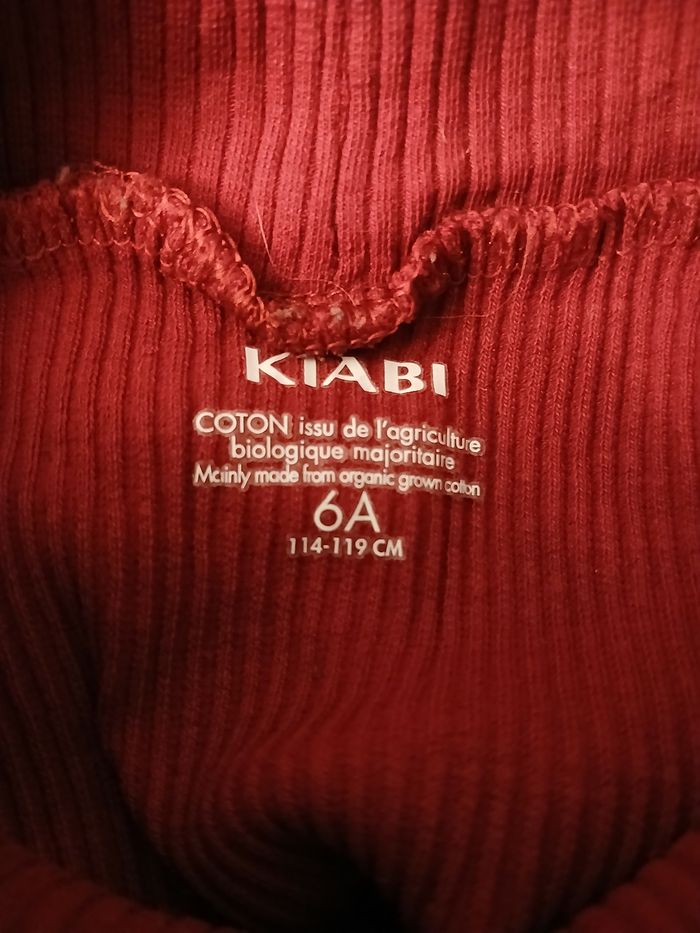 KIABI
COTON issu de l'agriculture
biologique majoritaire
Mainly made from organic grown cotton
6A
114-119 CM